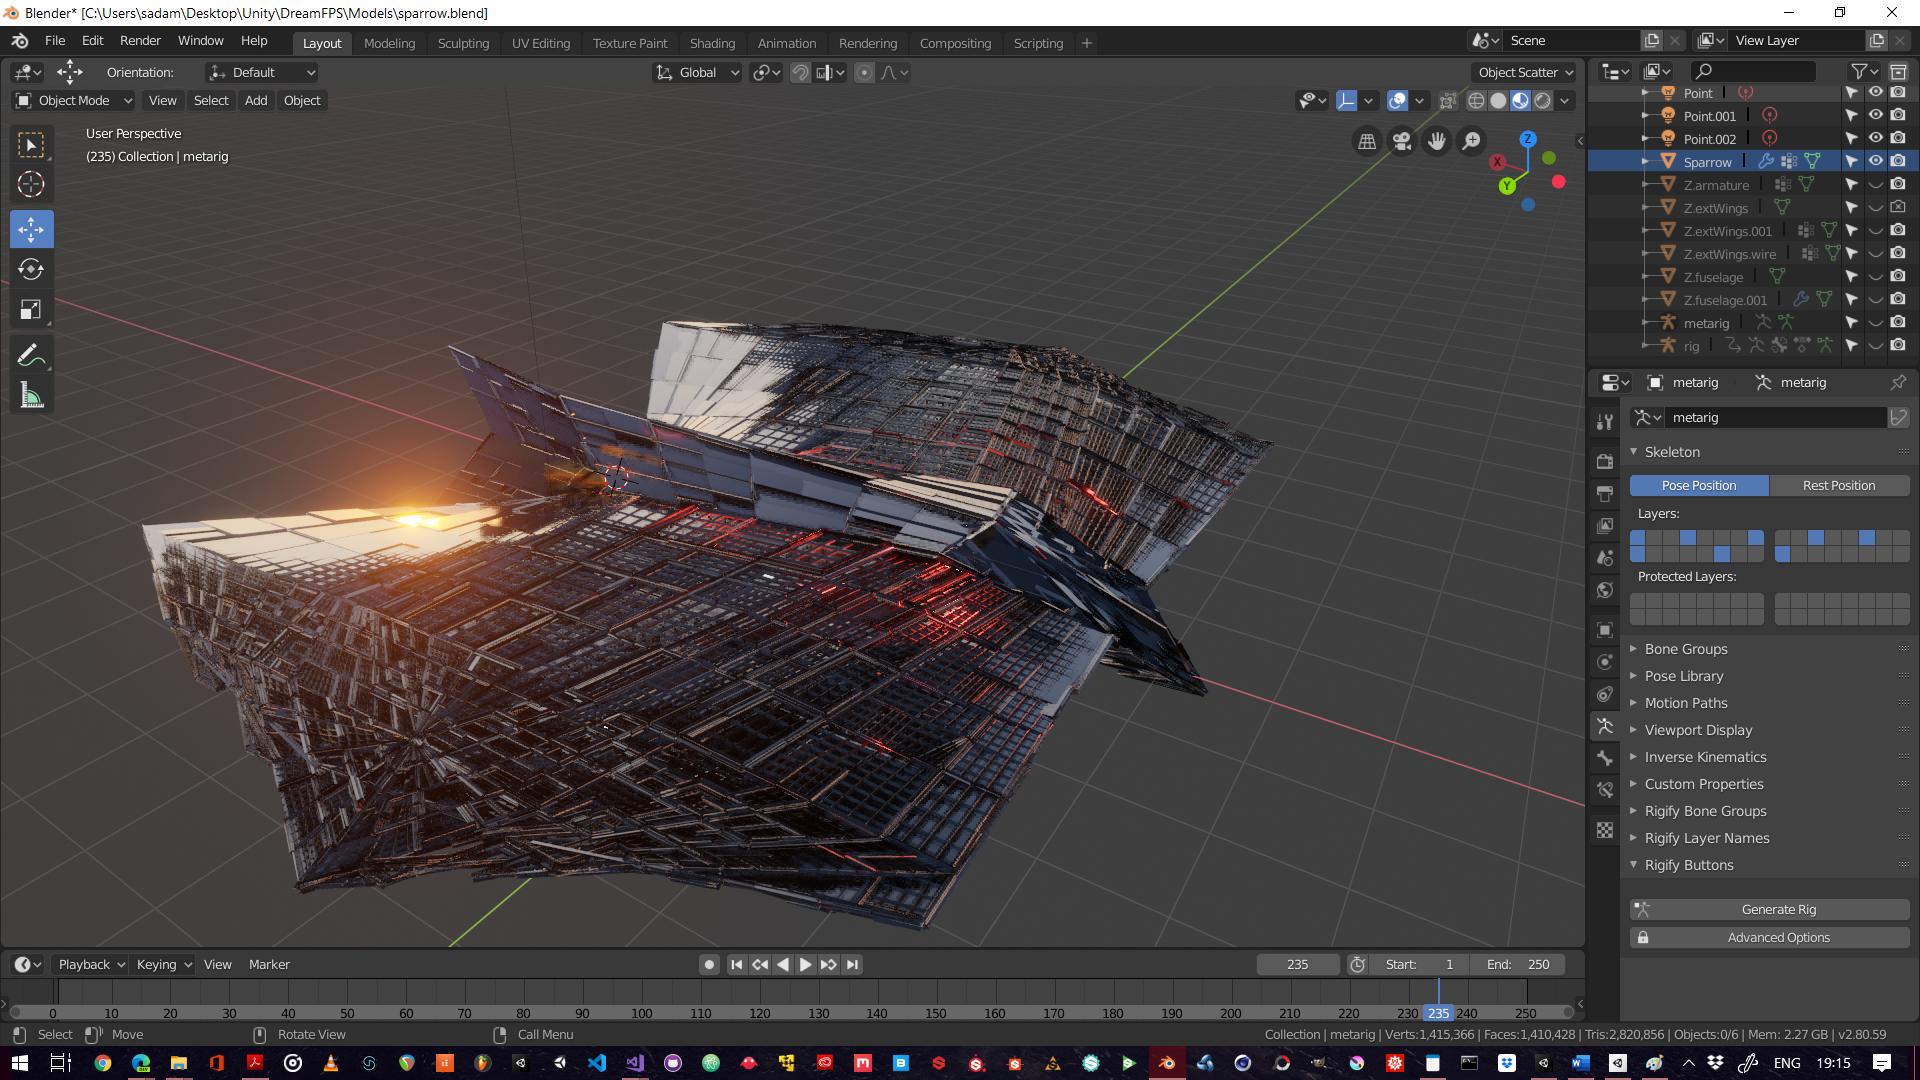 Blender* [C:\Users\sadam\Desktop\Unity\DreamFPS\Models\sparrow.blend]
File Edit Render Window Help Layout Modeling Sculpting UV Editing Texture Paint Shading Animation Rendering Compositing Scripting + Scene View Layer
Orientation: Default Global Object Scatter
Object Mode View Select Add Object
User Perspective
(235) Collection | metarig
Z
X
Y
Point
Point.001
Point.002
Sparrow
Z.armature
Z.extWings
Z.extWings.001
Z.extWings.wire
Z.fuselage
Z.fuselage.001
metarig
rig
metarig metarig
metarig
Skeleton
Pose Position Rest Position
Layers:
Protected Layers:
Bone Groups
Pose Library
Motion Paths
Viewport Display
Inverse Kinematics
Custom Properties
Rigify Bone Groups
Rigify Layer Names
Rigify Buttons
Generate Rig
Advanced Options
Playback Keying View Marker 235 Start: 1 End: 250
0 10 20 30 40 50 60 70 80 90 100 110 120 130 140 150 160 170 180 190 200 210 220 230 235 240 250
Select Move Rotate View Call Menu Collection | metarig | Verts:1,415,366 | Faces:1,410,428 | Tris:2,820,856 | Objects:0/6 | Mem: 2.27 GB | v2.80.59
ENG 19:15